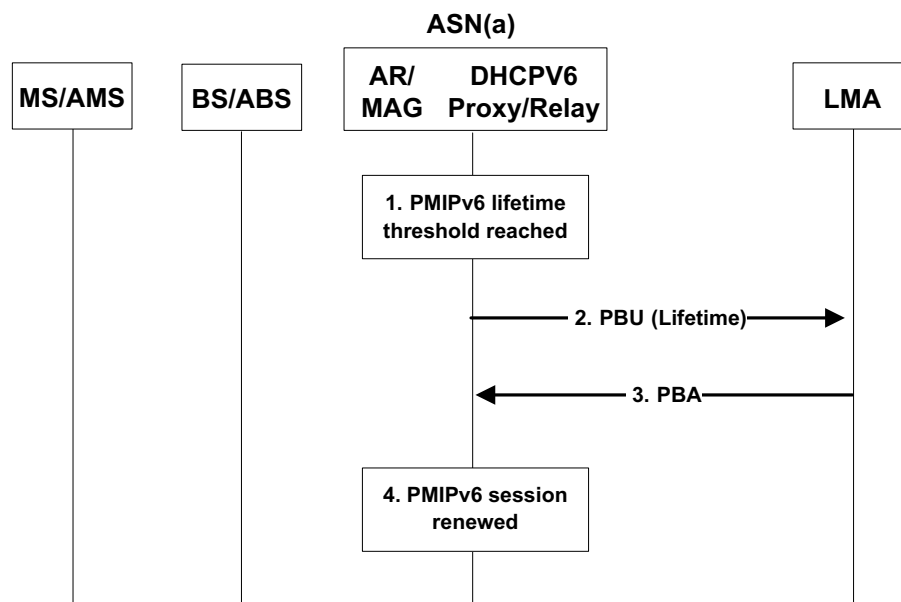 ASN(a)
MS/AMS
BS/ABS
AR/
MAG
DHCPV6
Proxy/Relay
LMA
1. PMIPv6 lifetime
threshold reached
2. PBU (Lifetime)
3. PBA
4. PMIPv6 session
renewed